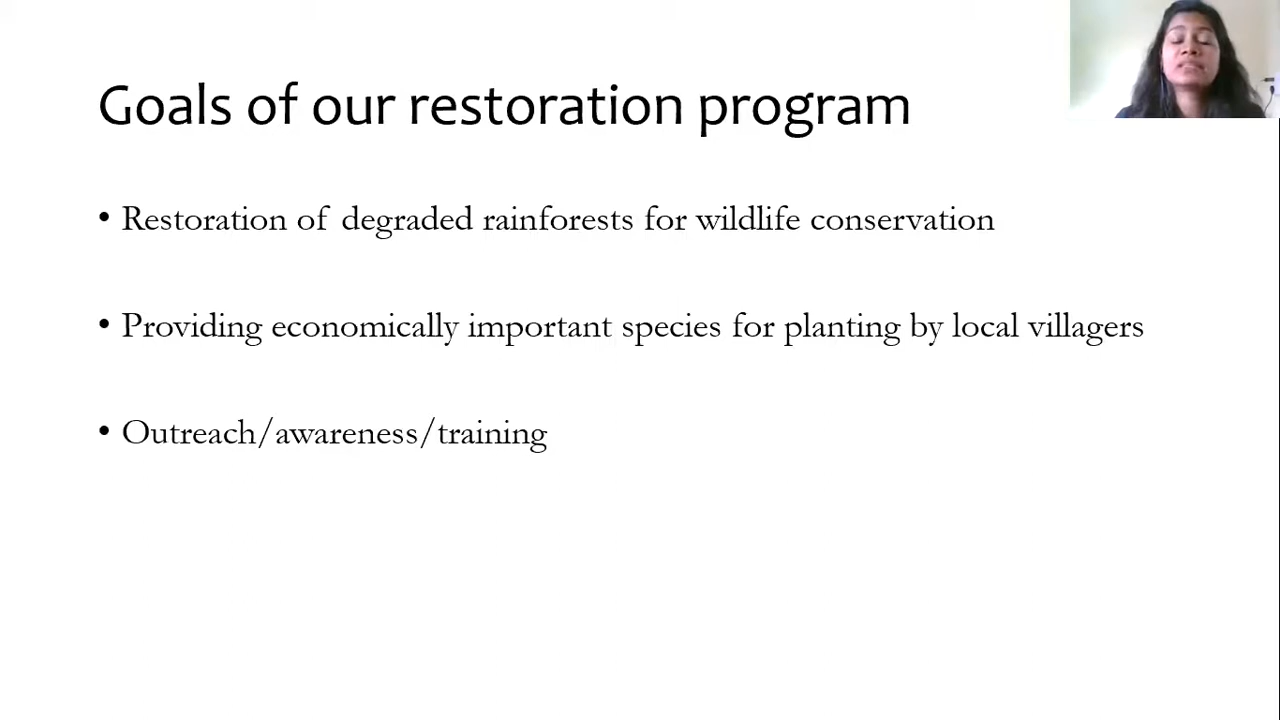 Goals of our restoration program
• Restoration of degraded rainforests for wildlife conservation
• Providing economically important species for planting by local villagers
• Outreach/awareness/training